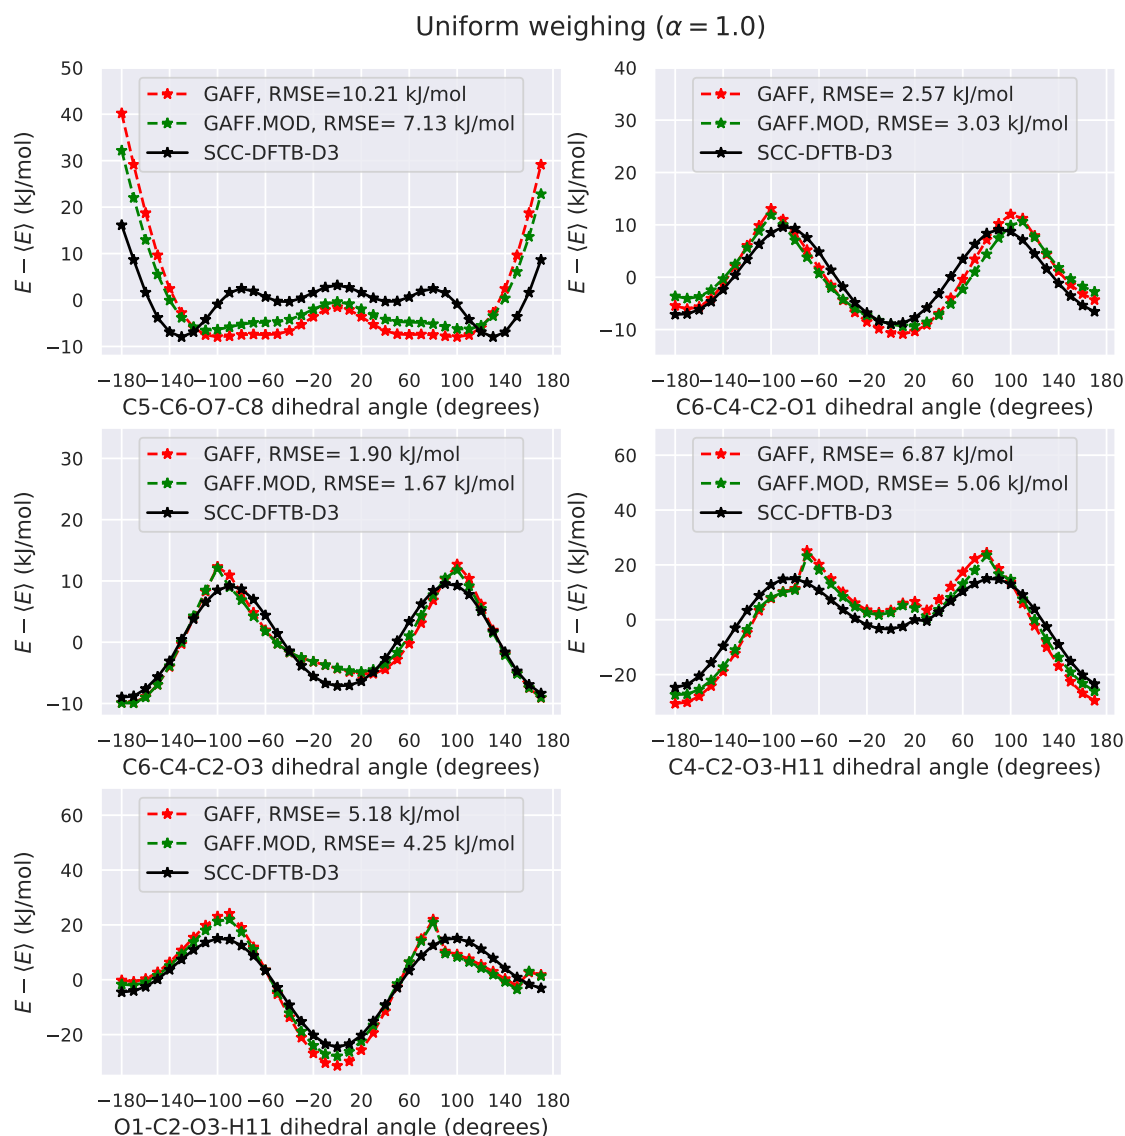 Uniform weighing (α = 1.0)
50
40
30
20
10
0
−10
E − ⟨E⟩ (kJ/mol)
GAFF, RMSE=10.21 kJ/mol
GAFF.MOD, RMSE= 7.13 kJ/mol
SCC-DFTB-D3
−180−140−100 −60 −20 20 60 100 140 180
C5-C6-O7-C8 dihedral angle (degrees)
40
30
20
10
0
−10
E − ⟨E⟩ (kJ/mol)
GAFF, RMSE= 2.57 kJ/mol
GAFF.MOD, RMSE= 3.03 kJ/mol
SCC-DFTB-D3
−180−140−100 −60 −20 20 60 100 140 180
C6-C4-C2-O1 dihedral angle (degrees)
30
20
10
0
−10
E − ⟨E⟩ (kJ/mol)
GAFF, RMSE= 1.90 kJ/mol
GAFF.MOD, RMSE= 1.67 kJ/mol
SCC-DFTB-D3
−180−140−100 −60 −20 20 60 100 140 180
C6-C4-C2-O3 dihedral angle (degrees)
60
40
20
0
−20
E − ⟨E⟩ (kJ/mol)
GAFF, RMSE= 6.87 kJ/mol
GAFF.MOD, RMSE= 5.06 kJ/mol
SCC-DFTB-D3
−180−140−100 −60 −20 20 60 100 140 180
C4-C2-O3-H11 dihedral angle (degrees)
60
40
20
0
−20
E − ⟨E⟩ (kJ/mol)
GAFF, RMSE= 5.18 kJ/mol
GAFF.MOD, RMSE= 4.25 kJ/mol
SCC-DFTB-D3
−180−140−100 −60 −20 20 60 100 140 180
O1-C2-O3-H11 dihedral angle (degrees)